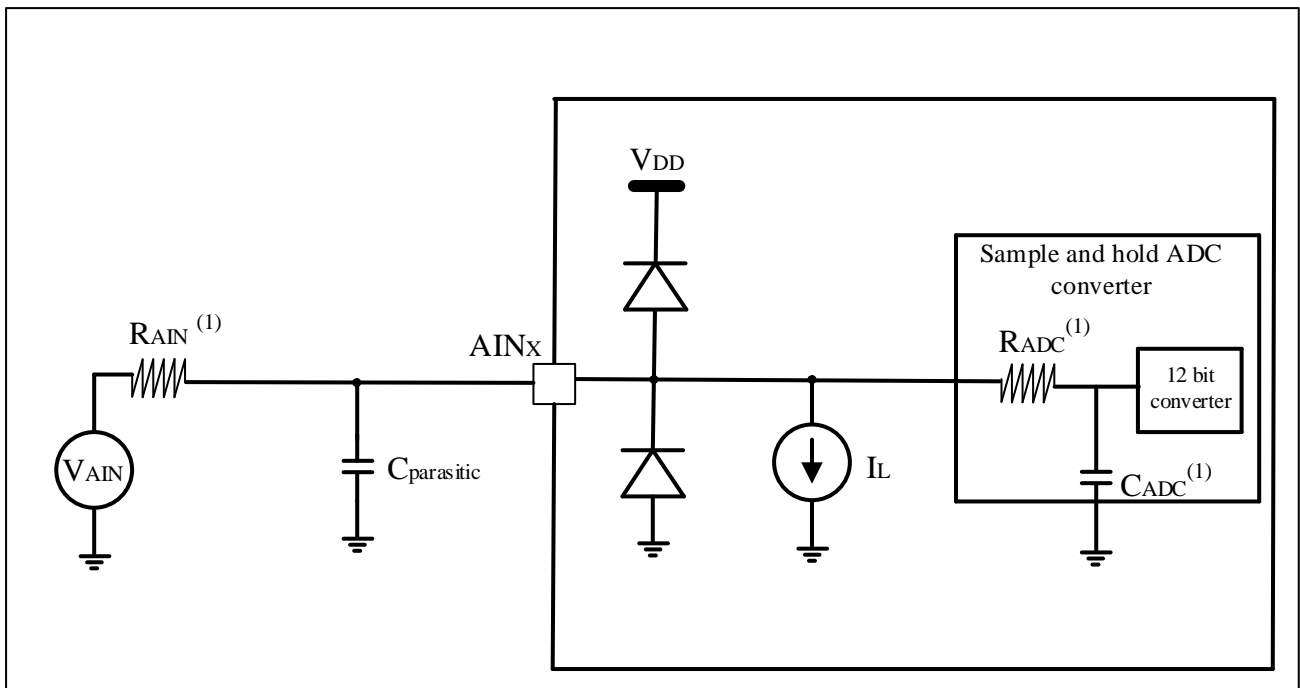 VDD
Sample and hold ADC
converter
RAIN (1)
AINX
RADC(1)
12 bit
converter
VAIN
Cparasitic
IL
CADC(1)